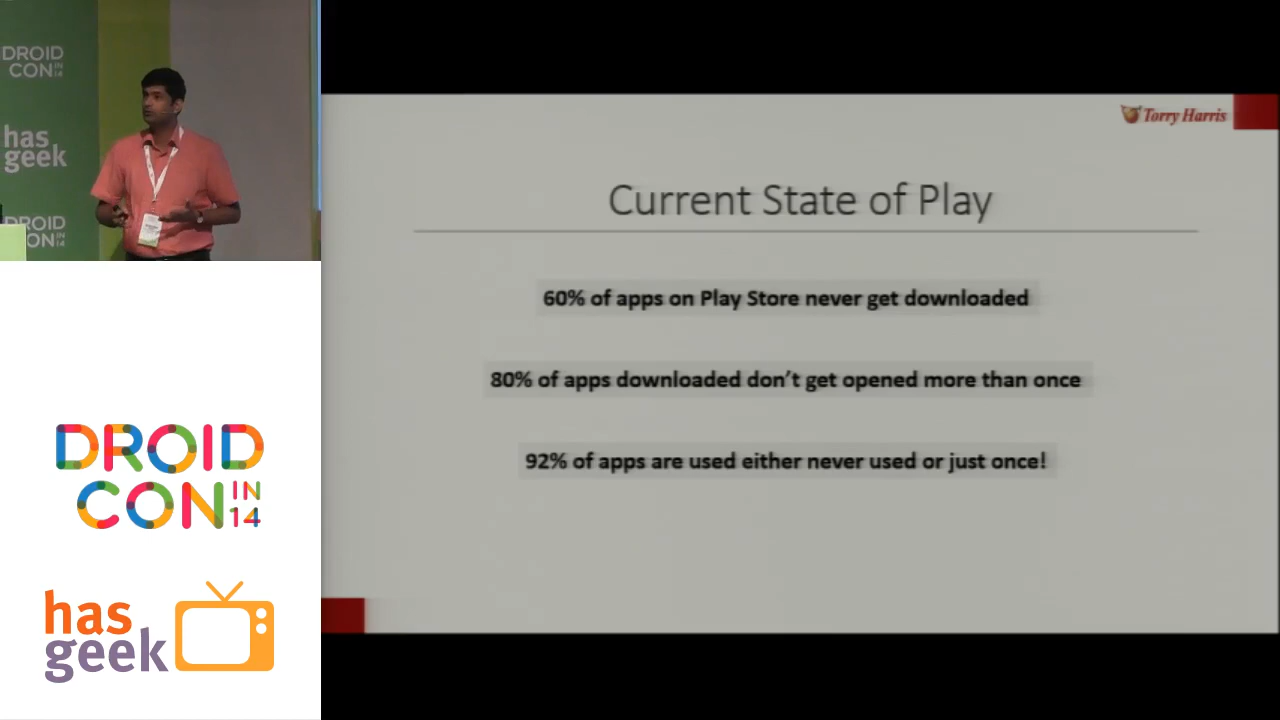 DROID
CON IN 14
has
geek
DROID
CON IN 14
DROID
CON IN 14
has
geek
Torry Harris
Current State of Play
60% of apps on Play Store never get downloaded
80% of apps downloaded don't get opened more than once
92% of apps are used either never used or just once!